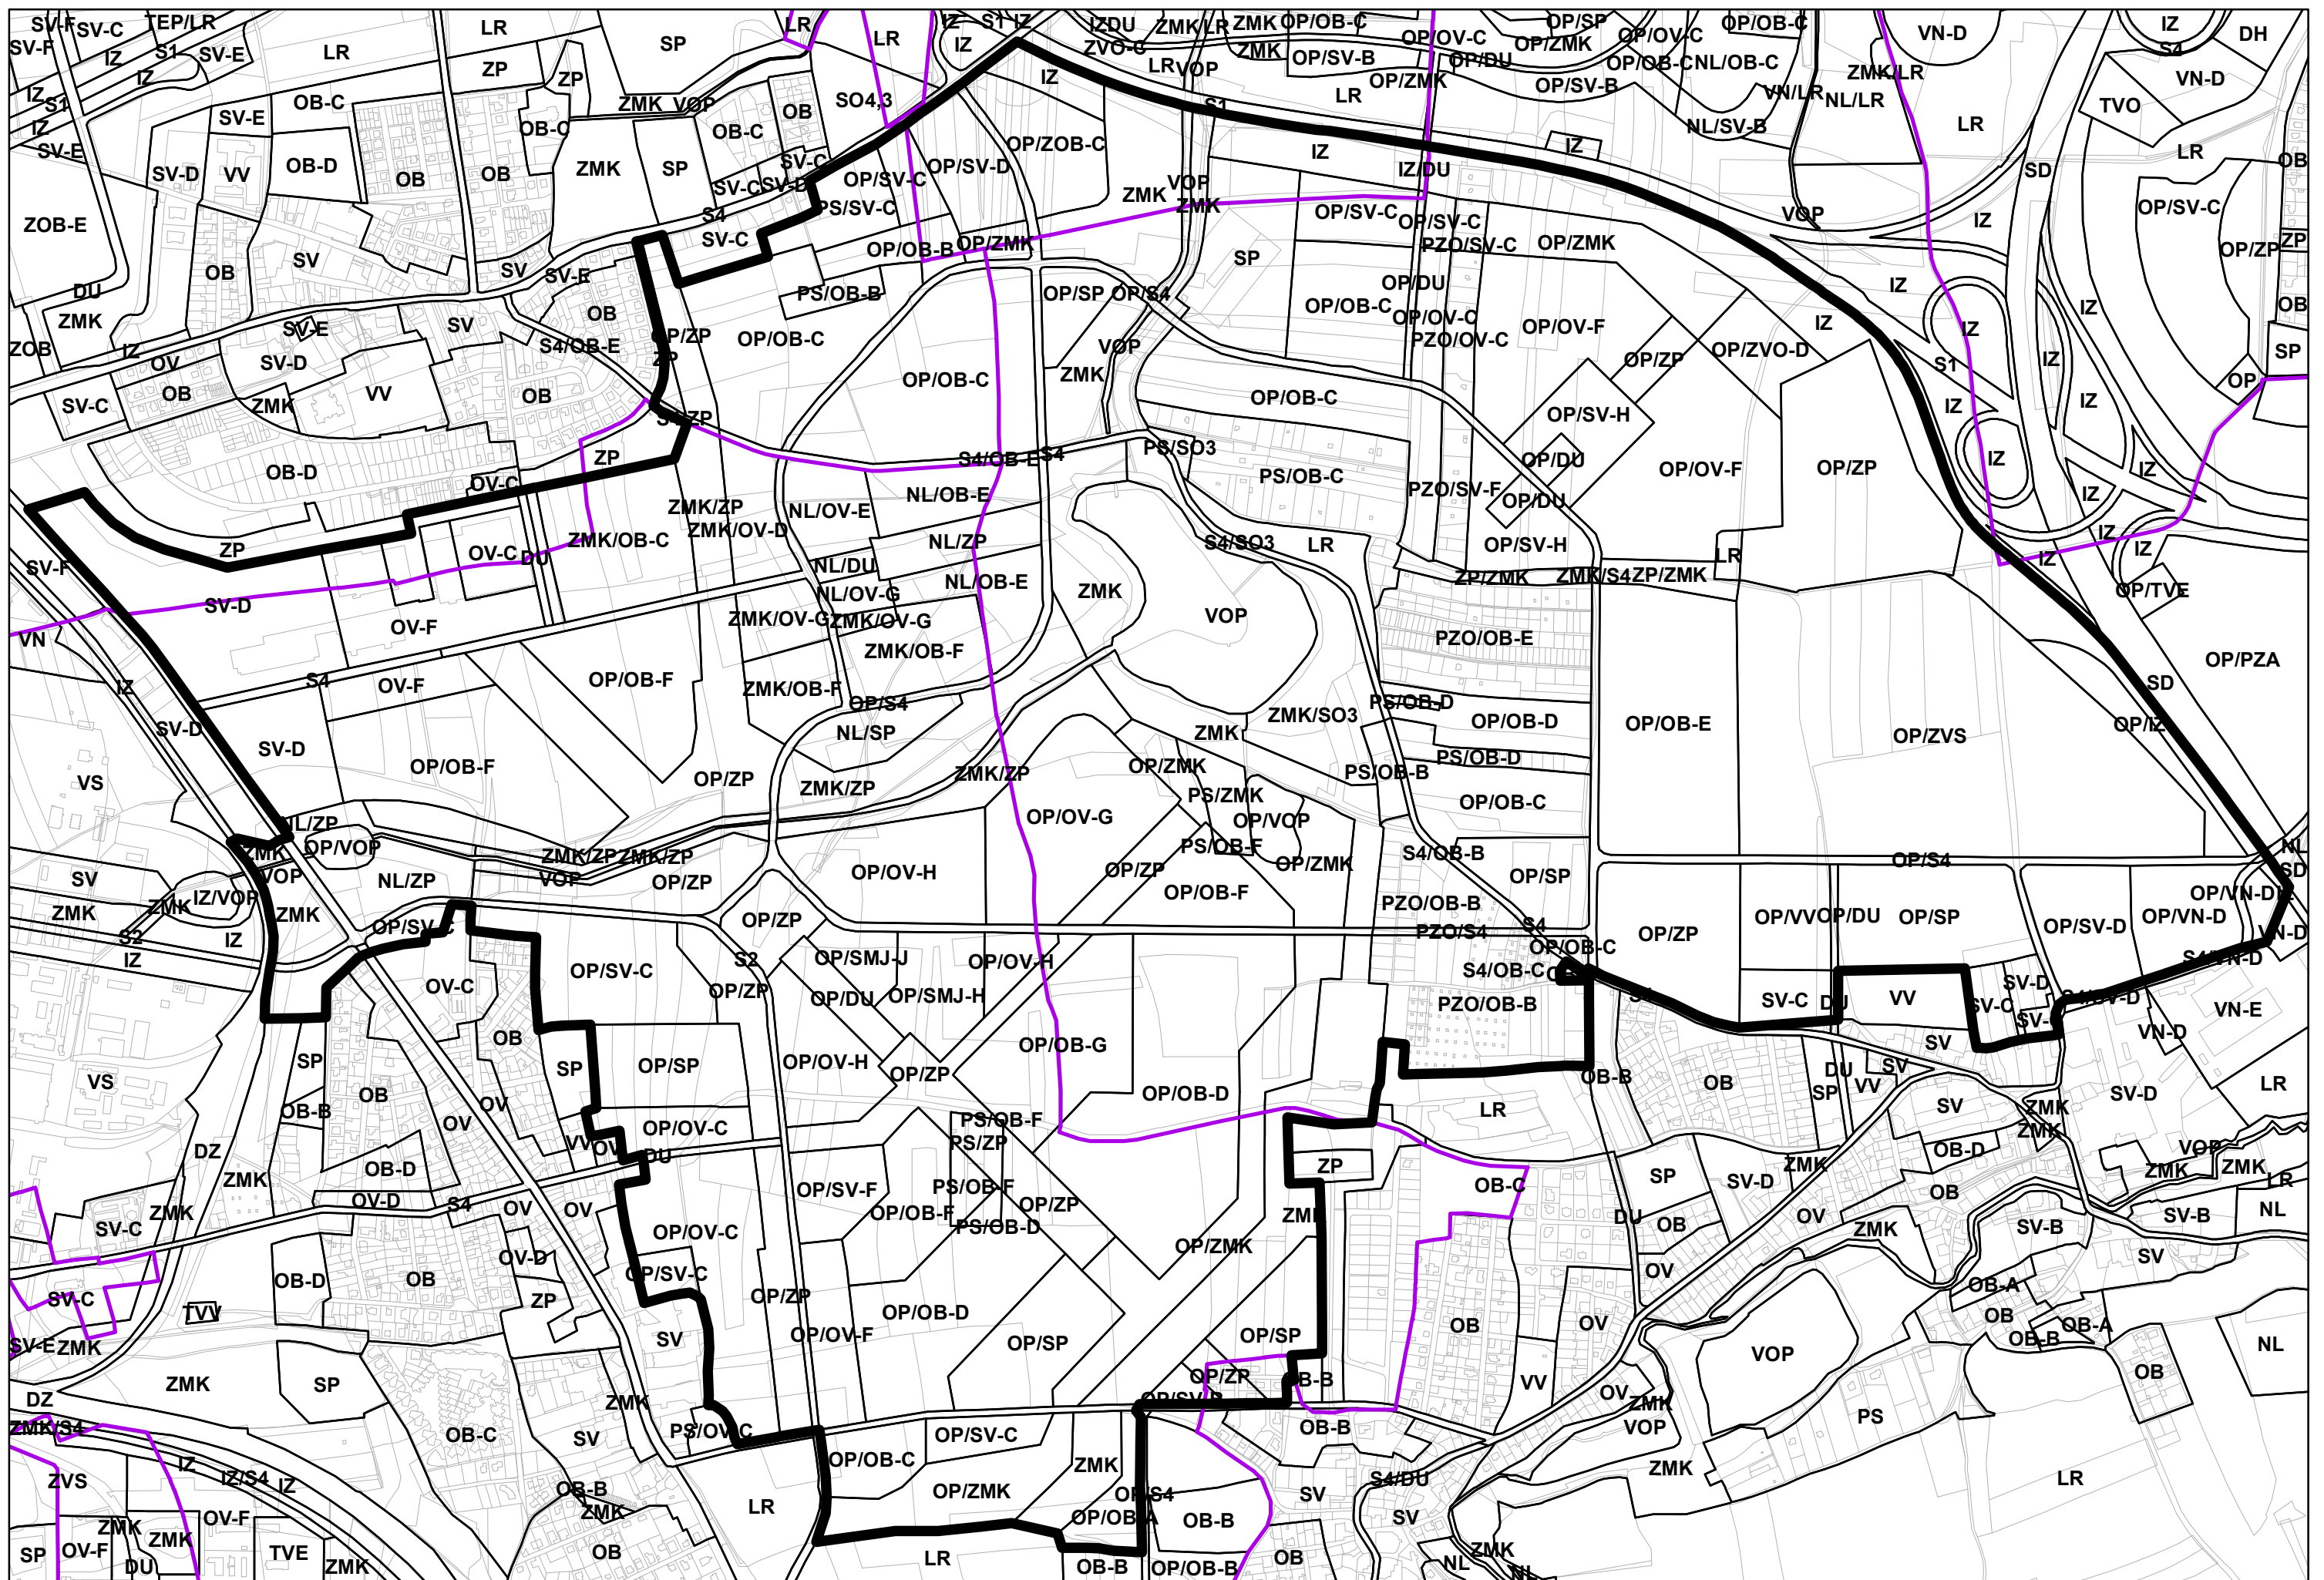 SV-F SV-C TEP/LR LR LR IZ S1 IZ IZDU ZMK LR ZMK OP/OB-C OP/SP OP/OB-C VN-D IZ DH
SV-F IZ S1 SV-E LR SP LR IZ ZVO-C ZMK OP/OV-C OP/ZMK OP/OV-C S4
IZ ZP ZP IZ LR VOP OP/SV-B OP/DU OP/SV-B OP/OB-C NL/OB-C ZMK/LR VN-D
IZ S1 OB-C ZMK VOP OB SO4,3 S1 LR OP/ZMK VN/LR NL/LR TVO
IZ SV-E OB-C OB-C NL/SV-B LR
SV-E OB-D OB OB ZMK SP SV-C OP/SV-D OP/ZOB-C IZ IZ LR OB
SV-D VV SV-C SV-D OP/SV-C ZMK VOP IZ/DU SD
ZOB-E S4 PS/SV-C ZMK OP/SV-C OP/SV-C VOP IZ OP/SV-C
SV-C OP/OB-B OP/ZMK SP PZO/SV-C OP/ZMK OP/ZP ZP
OB SV SV SV-E PS/OB-B OP/SP OP/S4 OP/DU IZ
DU OB OP/OB-C OP/OV-C OB
ZMK SV-E SV OP/ZP OP/OB-C PZO/OV-C OP/OV-F IZ IZ IZ
ZOB IZ OV SV-D S4/OB-E ZP VOP OP/ZP OP/ZVO-D S1 IZ IZ SP
SV-C OB ZMK VV OB OP/OB-C ZMK OP/OB-C OP/SV-H IZ IZ OP
S4/ZP
OB-D ZP S4/OB-E S4 PS/SO3 OP/DU OP/OV-F OP/ZP IZ IZ
OV-C NL/OB-E PS/OB-C PZO/SV-F OP/DU IZ
ZMK/ZP NL/OV-E
ZP OV-C DU ZMK/OB-C ZMK/OV-D NL/ZP S4/SO3 LR OP/SV-H LR IZ IZ IZ
SV-F NL/DU NL/OB-E ZP/ZMK ZMK/S4 ZP/ZMK
SV-D OV-F NL/OV-G ZMK VOP OP/TVE
VN ZMK/OV-G ZMK/OV-G PZO/OB-E
ZMK/OB-F OP/PZA
IZ S4 OV-F OP/OB-F ZMK/OB-F OP/S4 PS/OB-D SD
SV-D SV-D NL/SP ZMK ZMK/SO3 OP/OB-D OP/OB-E OP/ZVS OP/IZ
VS OP/OB-F OP/ZP ZMK/ZP ZMK/ZP OP/ZMK PS/OB-B PS/OB-D
PS/ZMK OP/OB-C
NL/ZP OP/OV-G OP/VOP
ZMK OP/VOP ZMK/ZP ZMK/ZP PS/OB-F S4/OB-B OP/S4 NL
SV VOP NL/ZP VOP OP/ZP OP/OV-H OP/ZP OP/ZMK OP/SP SD
IZ/VOP OP/OB-F PZO/OB-B OP/VN-D
ZMK ZMK ZMK OP/SV-C OP/ZP OP/VV OP/DU OP/SP OP/SV-D OP/VN-D
S2 IZ PZO/S4 S4 OP/ZP VN-D
IZ S2 OP/SMJ-J OP/OV-H OP/OB-C S4/VN-D
OV-C OP/SV-C OP/ZP OP/DU OP/SMJ-H S4/OB-C S4 SV-C DU VV SV-C SV-D S4/SV-D
PZO/OB-B VN-E
OB OP/OB-G SV-C VN-D
SP SP OP/SP OP/OV-H OP/ZP OP/OB-D OB-B OB DU SV SV
VS OB OB-B SP VV SV SV-D LR
OV OV OP/OV-C PS/OB-F LR ZMK
VV OV DU PS/ZP ZMK VOP
DZ OB-D ZP OB-D ZMK ZMK
ZMK OP/SV-F PS/OB-F OB-C SP SV-D ZMK OB LR
OV-D S4 OV OV OP/OB-F OP/ZP ZMK DU OB OV ZMK SV-B SV-B NL
ZMK SV-C OP/OV-C PS/OB-D OP/ZMK SV
OB-D OB OV-D OP/SV-C OV OB-A
SV-C ZP OP/ZP OP/OB-D OB-A
TVV OP/OV-F OP/SP OP/SP OB OV OB OB-B
SV-E ZMK SV VOP NL
ZMK SP ZMK OP/ZP VV OB
DZ OP/SV-B OV ZMK
ZMK/S4 OB-C SV PS/OV-C OP/SV-C OB-B VOP PS
OP/OB-C ZMK ZMK
ZVS IZ IZ/S4 IZ OB-B OP/ZMK S4/DU LR
ZMK OV-F ZMK LR OP/S4 SV
ZMK OP/OB-A OB-B SV
SP OV-F TVE OB LR OB ZMK
DU ZMK OB-B OP/OB-B NL NL